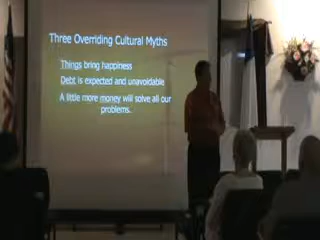 Three Overriding Cultural Myths
Things bring happiness
Debt is expected and unavoidable
A little more money will solve all our
problems.